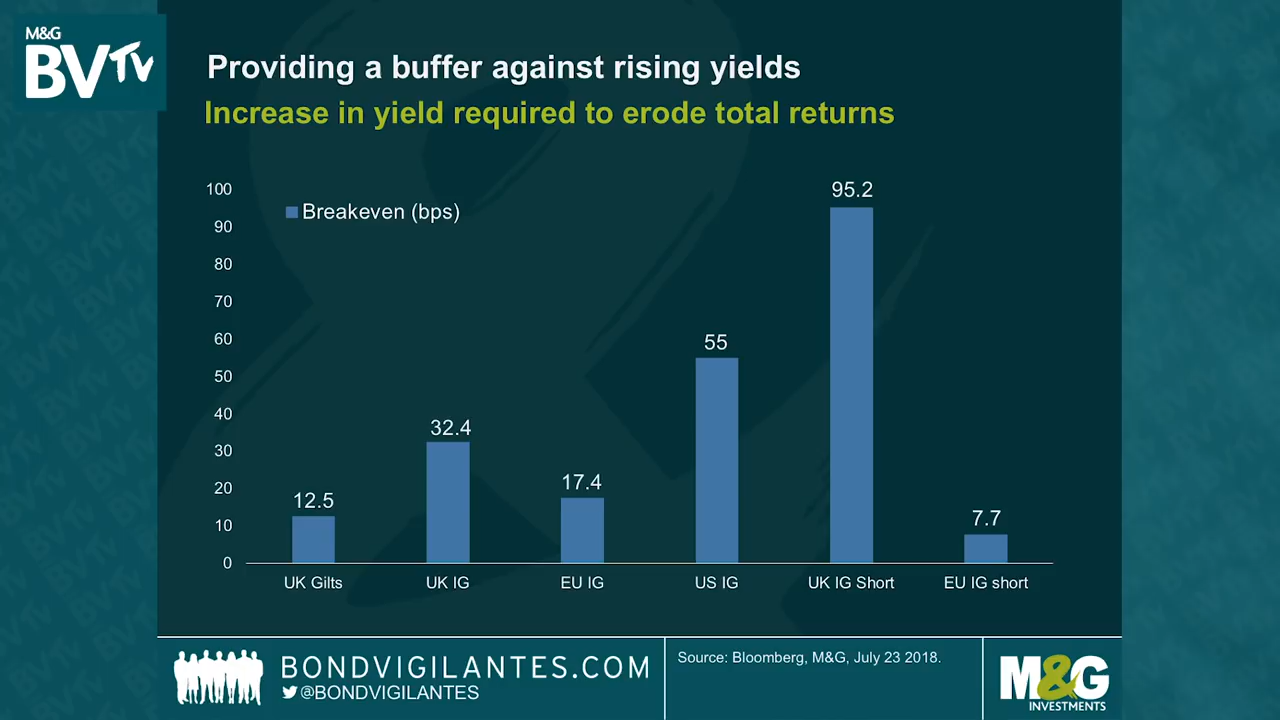 M&G
BVTV
Providing a buffer against rising yields
Increase in yield required to erode total returns
Breakeven (bps)
100
90
80
70
60
50
40
30
20
10
0
12.5
32.4
17.4
55
95.2
7.7
UK Gilts
UK IG
EU IG
US IG
UK IG Short
EU IG short
BONDVIGILANTES.COM
@BONDVIGILANTES
Source: Bloomberg, M&G, July 23 2018.
M&G
INVESTMENTS